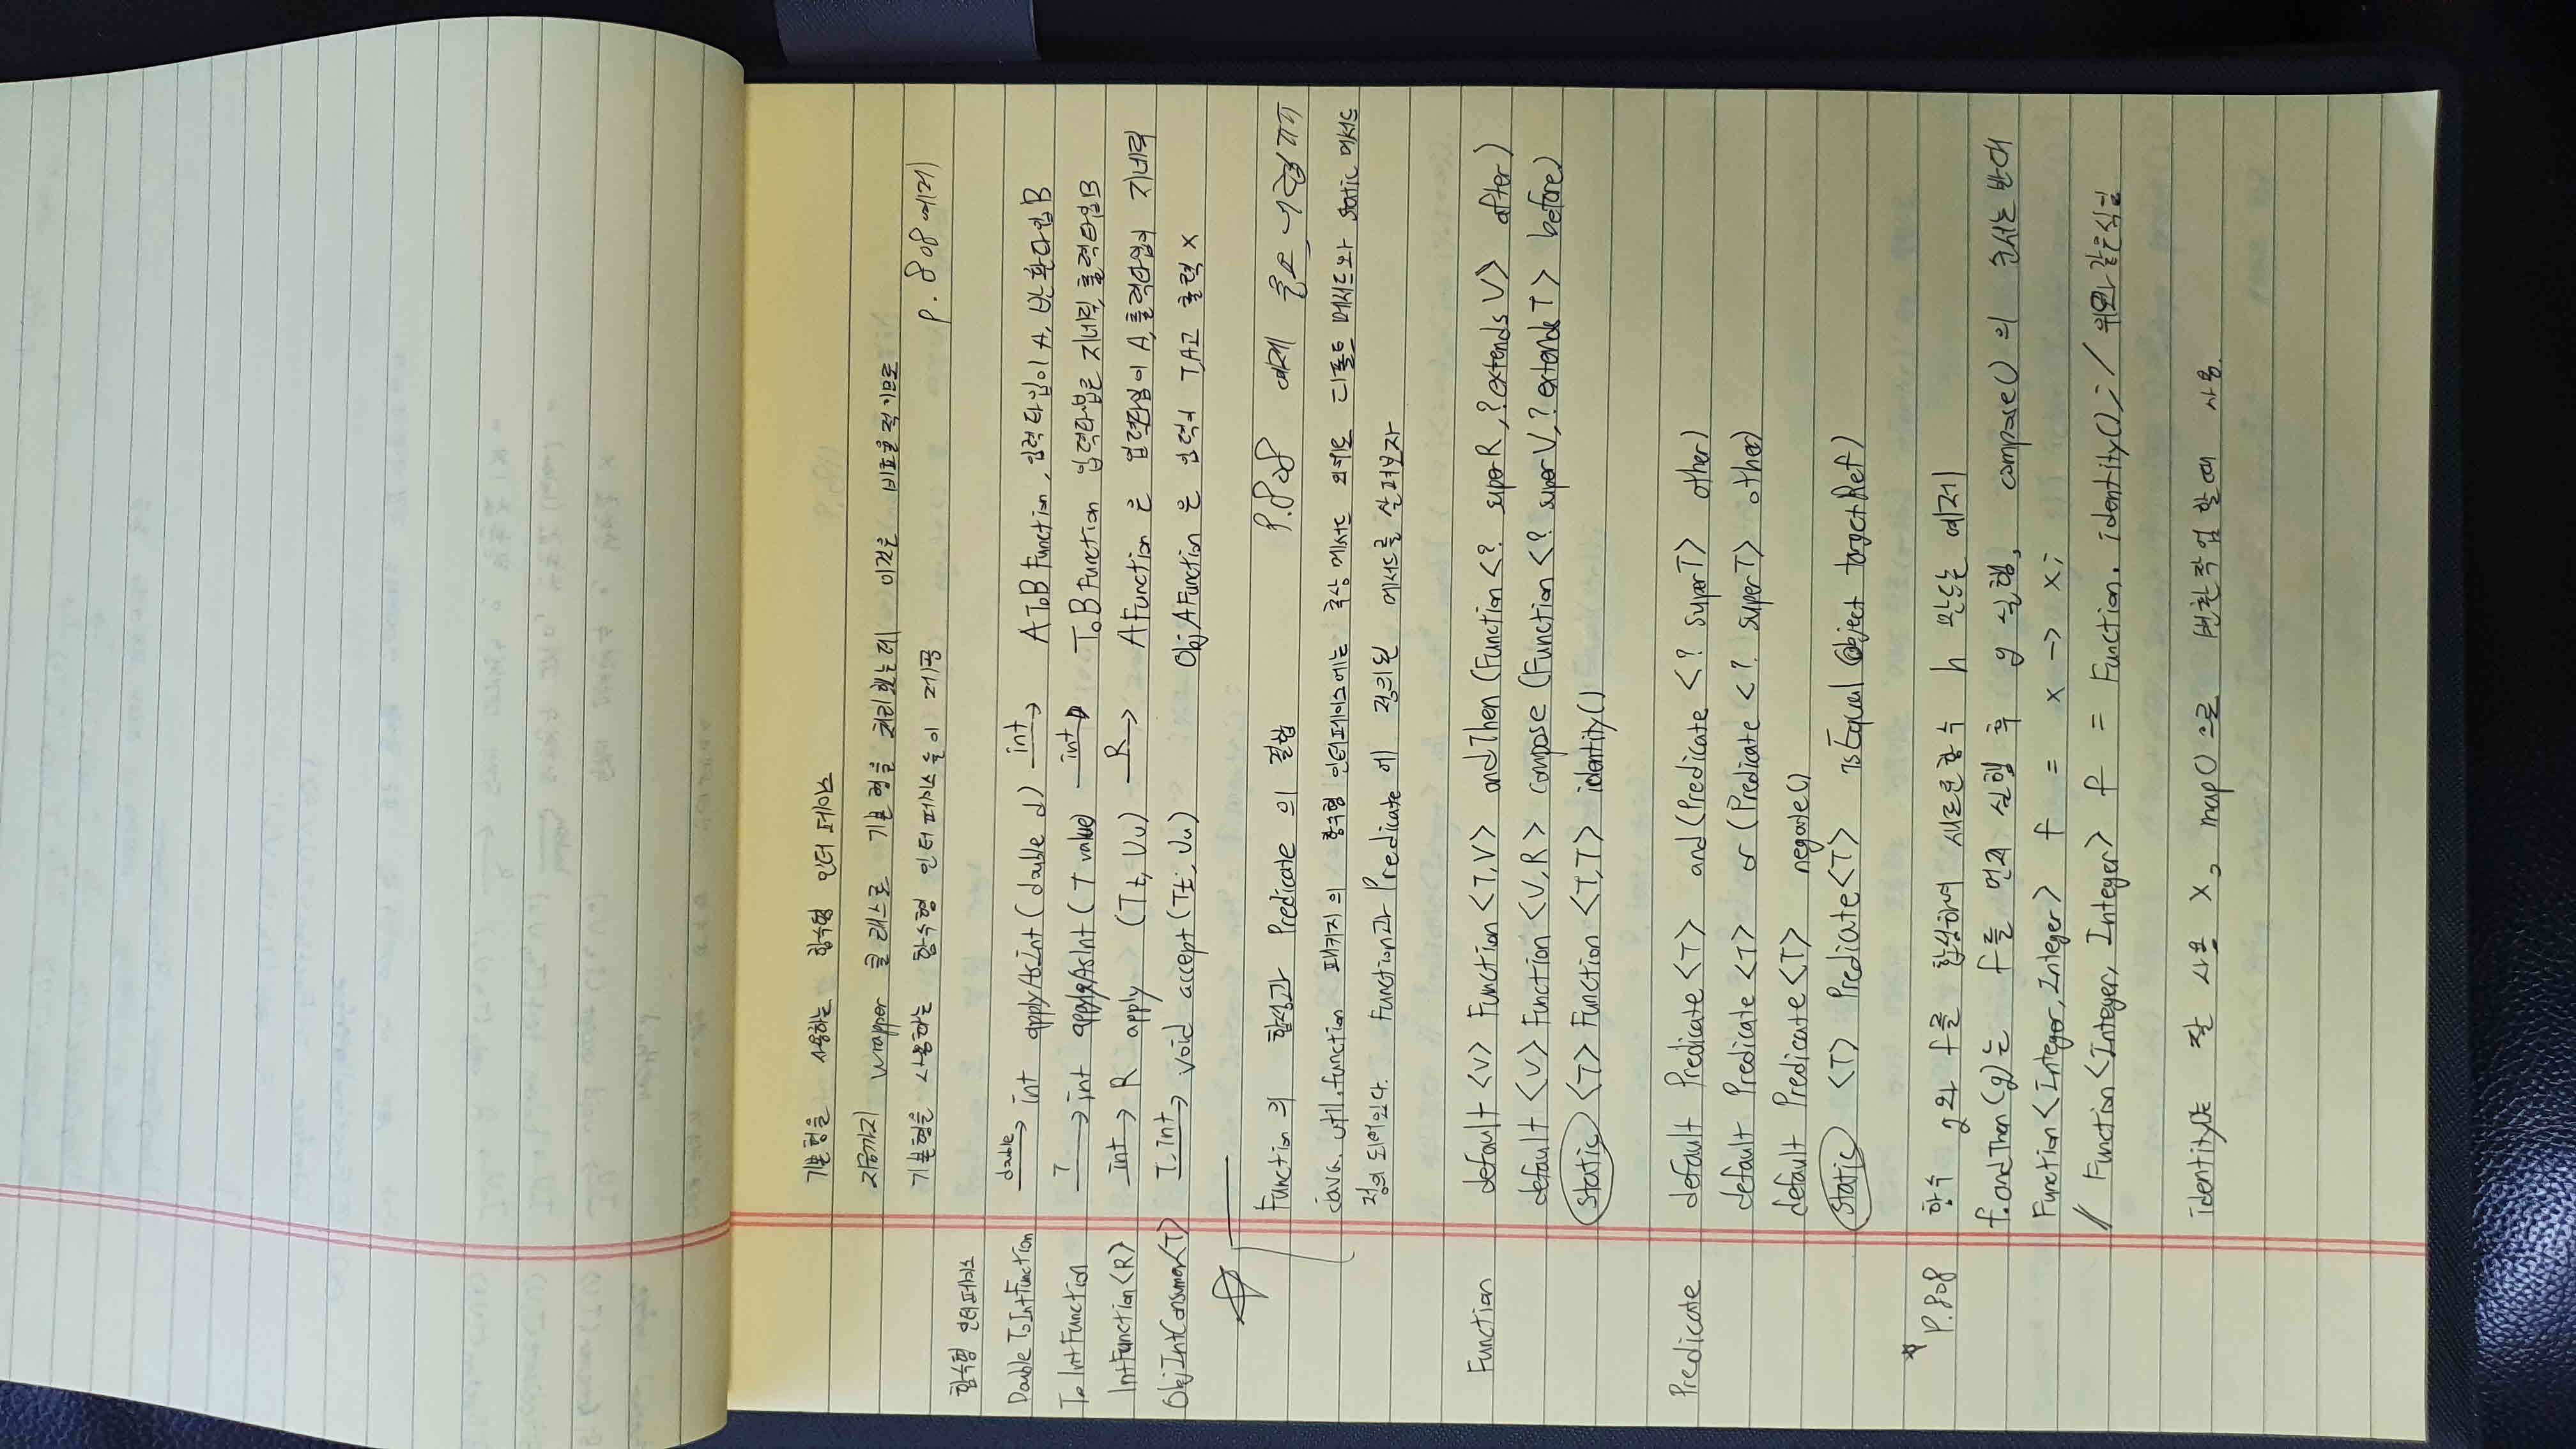 기본형을 사용하는 함수형 인터페이스
지금까지 wrapper 클래스로 기본형을 처리했는데 이것은 비효율적이므로
기본형을 사용하는 함수형 인터페이스들이 제공 p.808 예제
함수형 인터페이스
DoubleToIntFunction double→ int applyAsInt(double d) int→ AToBFunction, 입력타입이 A, 반환타입 B
ToIntFunction T→ int applyAsInt(T value) int→ ToBFunction 입력타입은 지네릭, 출력타입 B
IntFunction<R> int→ R apply (T t, U u) R→ AFunction 은 입력타입이 A, 출력타입이 지네릭
ObjIntConsumer<T> T, int→ void accept(T t, U u) ObjAFunction 은 입력이 T,A고 출력 X
Function의 합성과 Predicate의 결합 P.808 예제
java.util.function 패키지의 함수형 인터페이스에는 추상메서드 외에도 디폴트 메서드와 static 메서드
정의 되어있다. Function과 Predicate에 정의된 메서드를 살펴보자
Function default <V> Function <T,V> andThen (Function <? super R, ? extends V> after)
default <V> Function <V,R> compose (Function <? super V, ? extends T> before)
static <T> Function <T,T> identity()
Predicate default Predicate <T> and (Predicate <? super T> other)
default Predicate <T> or (Predicate <? super T> other)
default Predicate <T> negate()
static <T> Prediate<T> isEqual (Object targetRef)
P.808 함수 g와 f를 합성하여 새로운함수 h 만드는 예제
f.andThen(g)는 f를 먼저 실행 후 g 실행, compose()의 순서는 반대
Function<Integer, Integer> f = x -> x;
// Function<Integer, Integer> f = Function.identity(); / 위와 같은식
identity는 잘 사용 X, map()으로 변환작업 할때 사용.